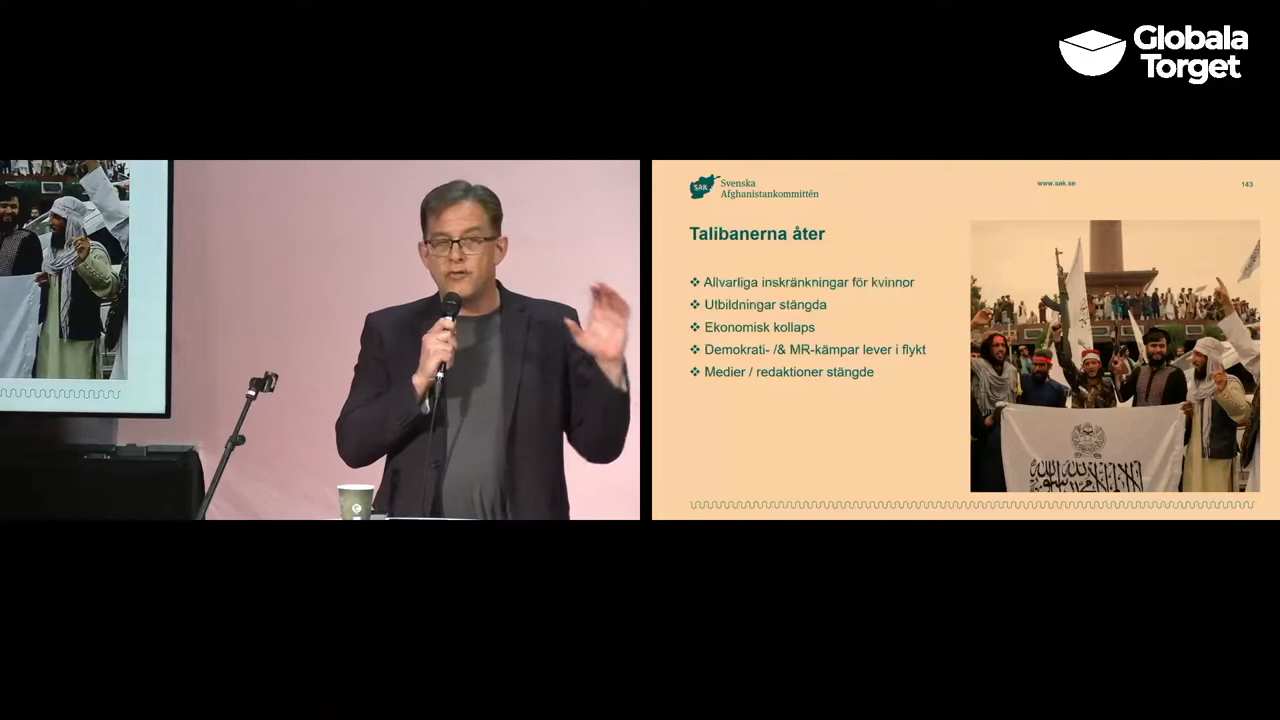 Globala
Torget
SAK
Svenska
Afghanistankommittén
www.sak.se
143
Talibanerna åter
❖ Allvarliga inskränkningar för kvinnor
❖ Utbildningar stängda
❖ Ekonomisk kollaps
❖ Demokrati- /& MR-kämpar lever i flykt
❖ Medier / redaktioner stängde